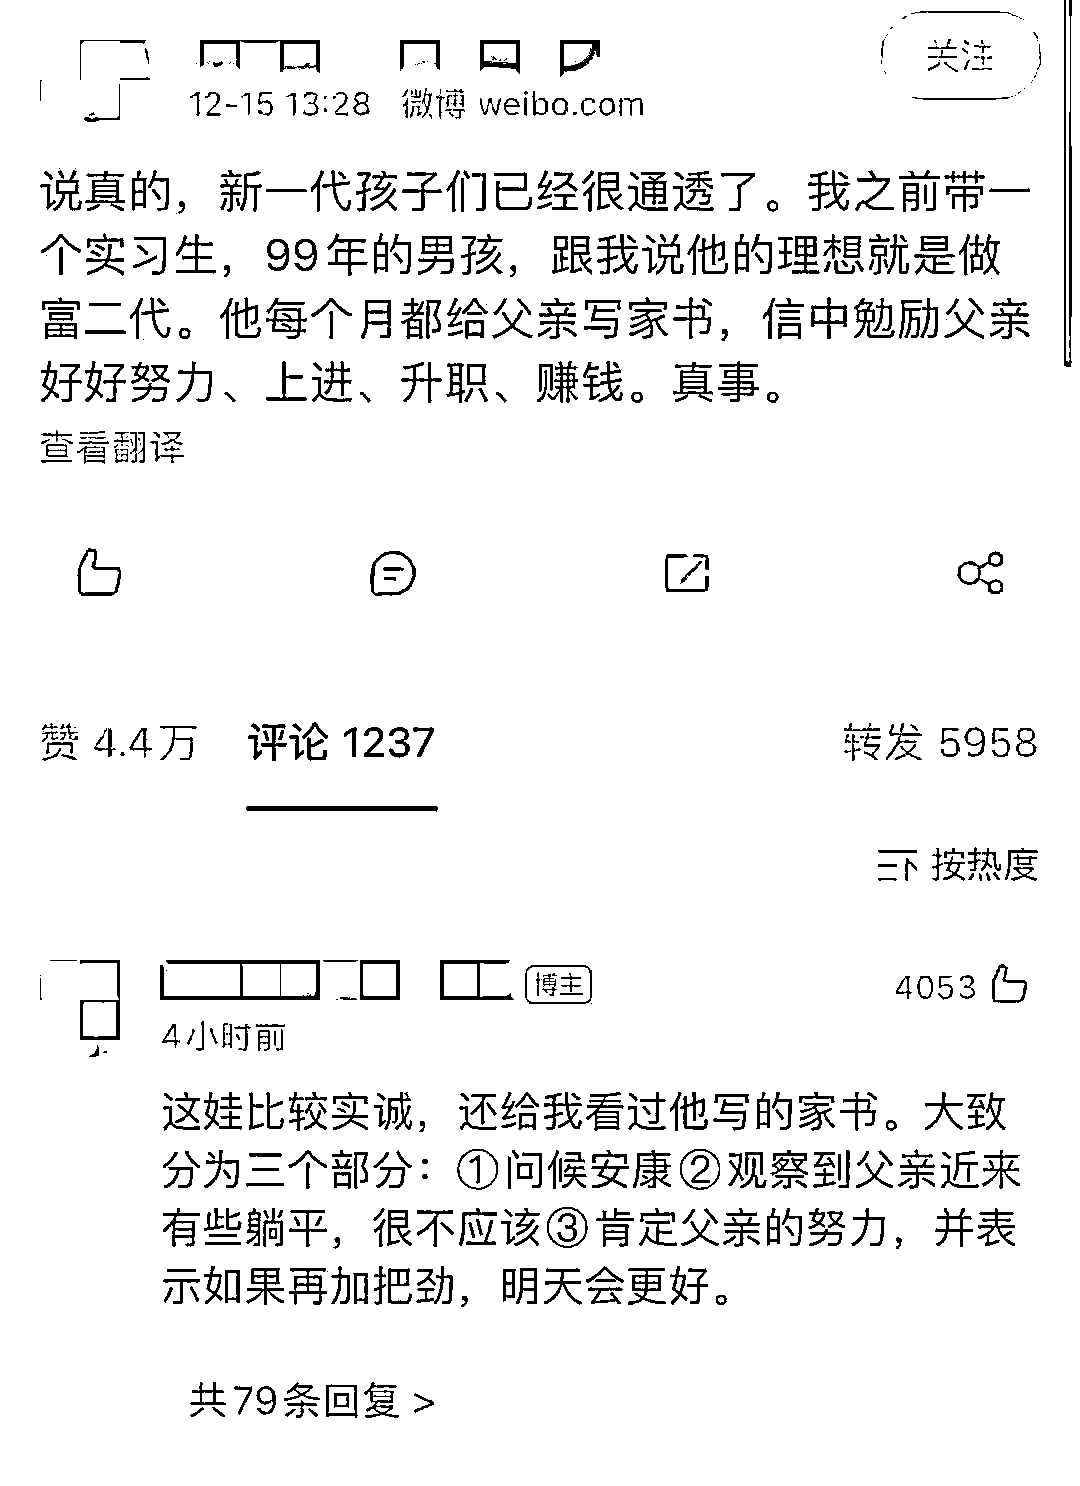 关注
12-15 13:28 微博 weibo.com
说真的，新一代孩子们已经很通透了。我之前带一
个实习生，99年的男孩，跟我说他的理想就是做
富二代。他每个月都给父亲写家书，信中勉励父亲
好好努力、上进、升职、赚钱。真事。
查看翻译
赞 4.4万 评论 1237 转发 5958
按热度
博主 4053
4小时前
这娃比较实诚，还给我看过他写的家书。大致
分为三个部分：①问候安康②观察到父亲近来
有些躺平，很不应该③肯定父亲的努力，并表
示如果再加把劲，明天会更好。
共79条回复 >